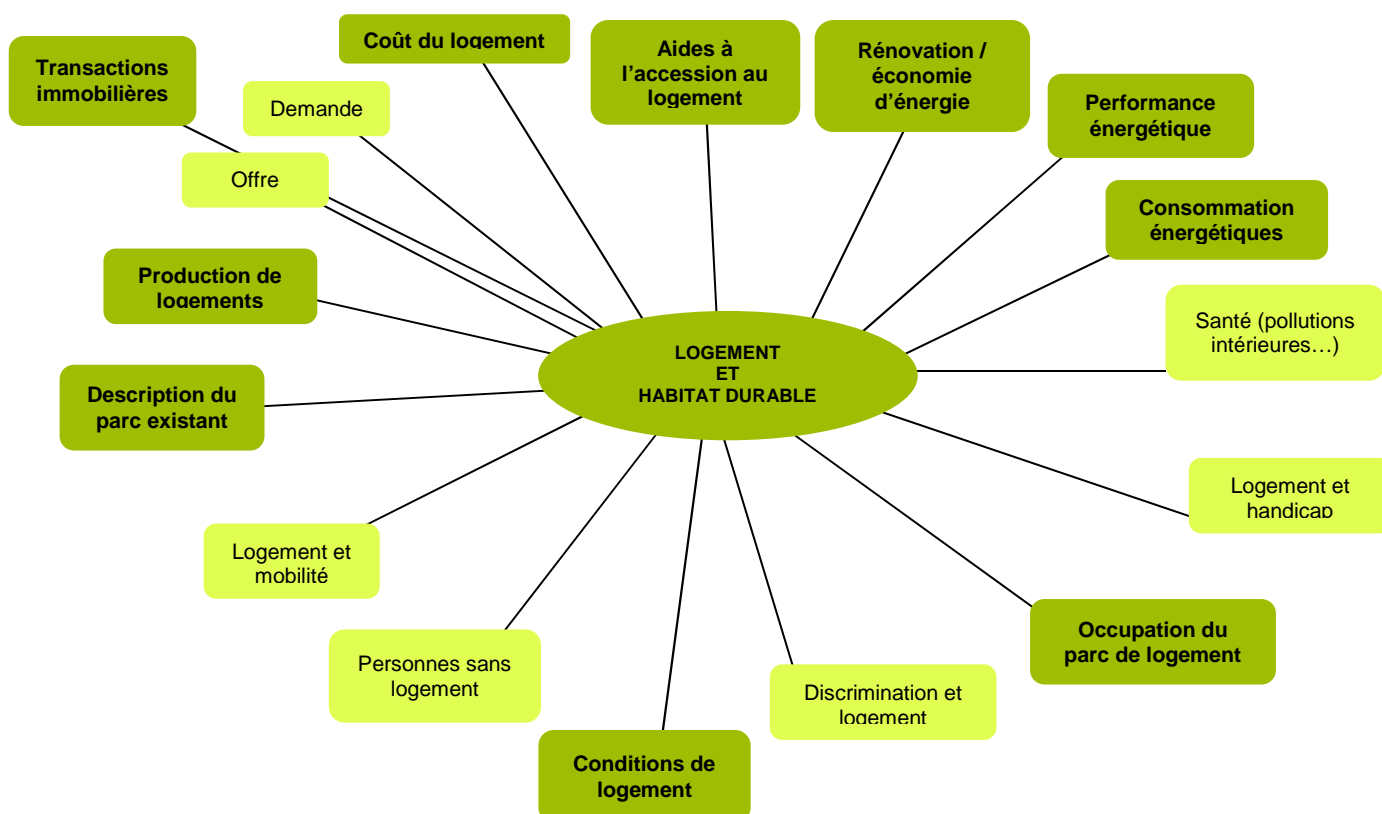 Coût du logement
Aides à
l'accession au
logement
Rénovation /
économie
d'énergie
Transactions
immobilières
Demande
Performance
énergétique
Offre
Consommation
énergétiques
Production de
logements
Santé (pollutions
intérieures…)
LOGEMENT
ET
HABITAT DURABLE
Description du
parc existant
Logement et
handicap
Logement et
mobilité
Occupation du
parc de logement
Personnes sans
logement
Discrimination et
logement
Conditions de
logement